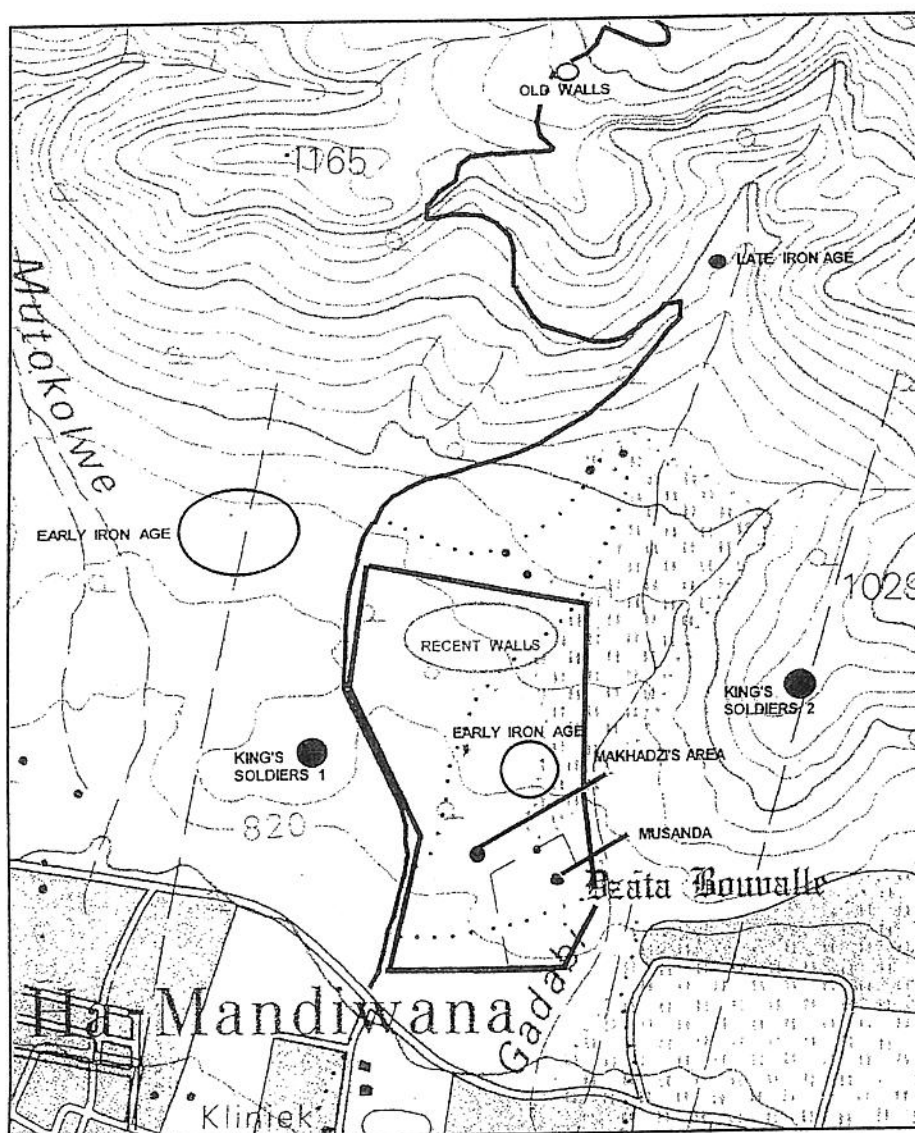 OLD WALLS
1165
LATE IRON AGE
Mutokolwe
EARLY IRON AGE
1028
RECENT WALLS
KING'S
SOLDIERS 2
EARLY IRON AGE
MAKHADZI'S AREA
KING'S
SOLDIERS 1
820
MUSANDA
Dzata Bouvalle
Ha-Mandiwana
Gadabi
Kliniek